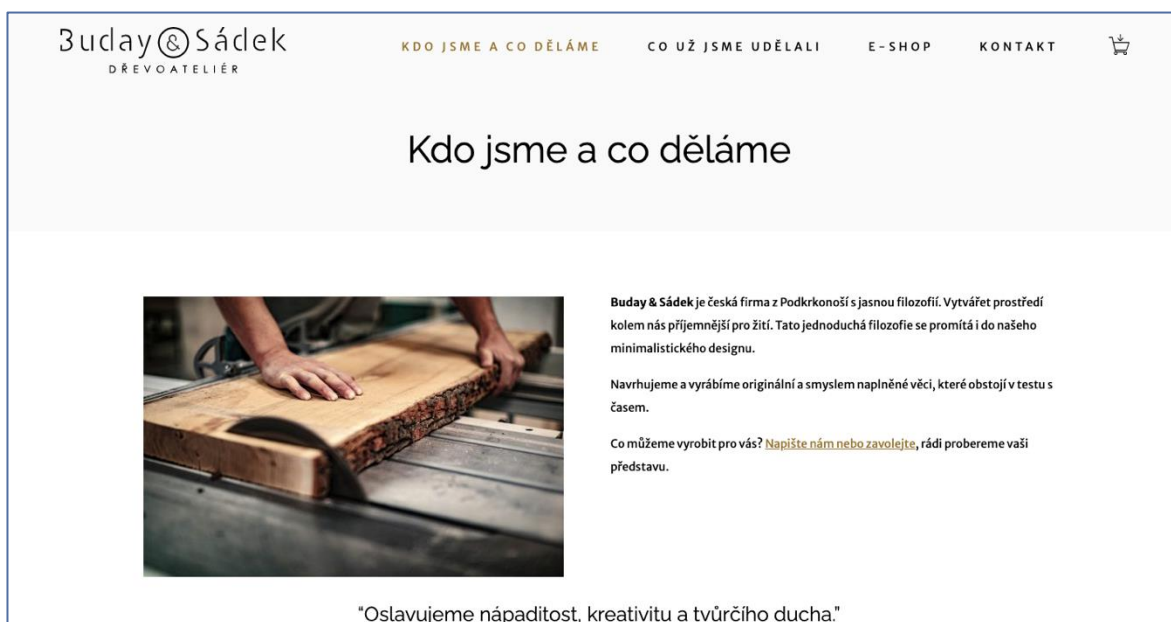 Buday & Sádek
DŘEVOATELIÉR
KDO JSME A CO DĚLÁME
CO UŽ JSME UDĚLALI
E-SHOP
KONTAKT
Kdo jsme a co děláme
Buday & Sádek je česká firma z Podkrkonoší s jasnou filozofií. Vytvářet prostředí
kolem nás příjemnější pro žití. Tato jednoduchá filozofie se promítá i do našeho
minimalistického designu.
Navrhujeme a vyrábíme originální a smyslem naplněné věci, které obstojí v testu s
časem.
Co můžeme vyrobit pro vás? Napište nám nebo zavolejte, rádi probereme vaši
představu.
“Oslavujeme nápaditost, kreativitu a tvůrčího ducha.”